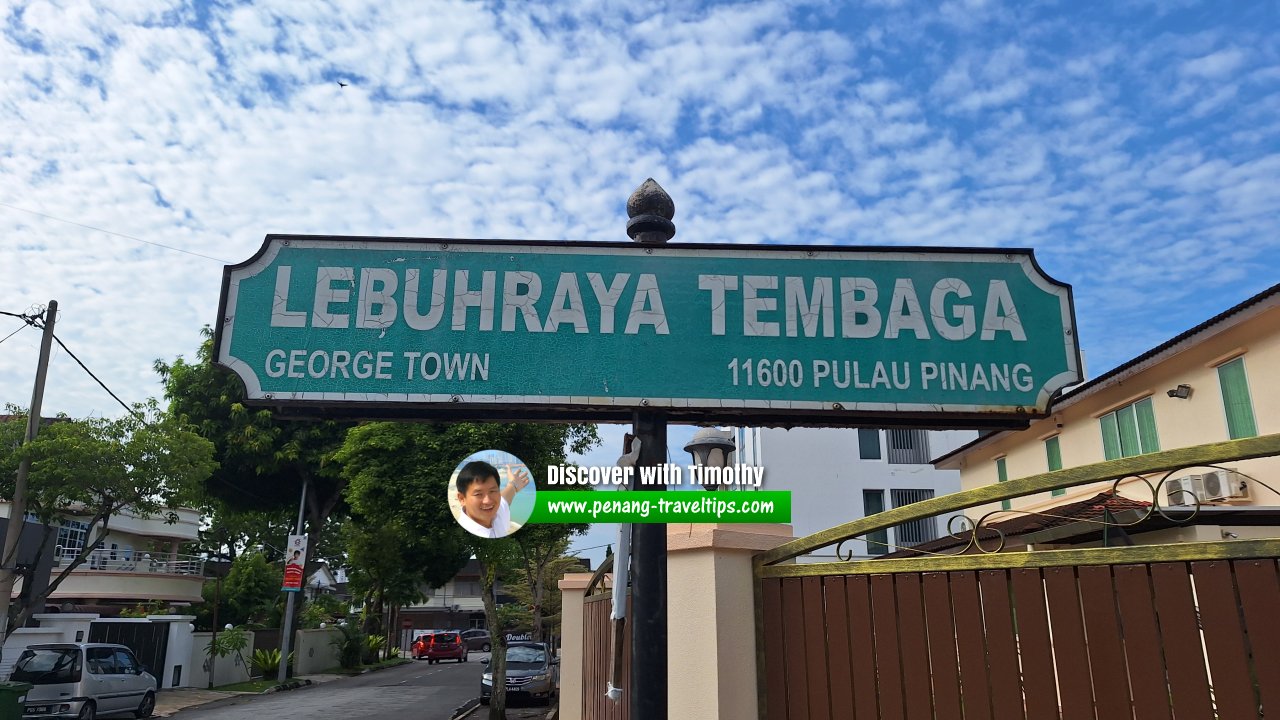 LEBUHRAYA TEMBAGA
GEORGE TOWN 11600 PULAU PINANG
Discover with Timothy
www.penang-traveltips.com